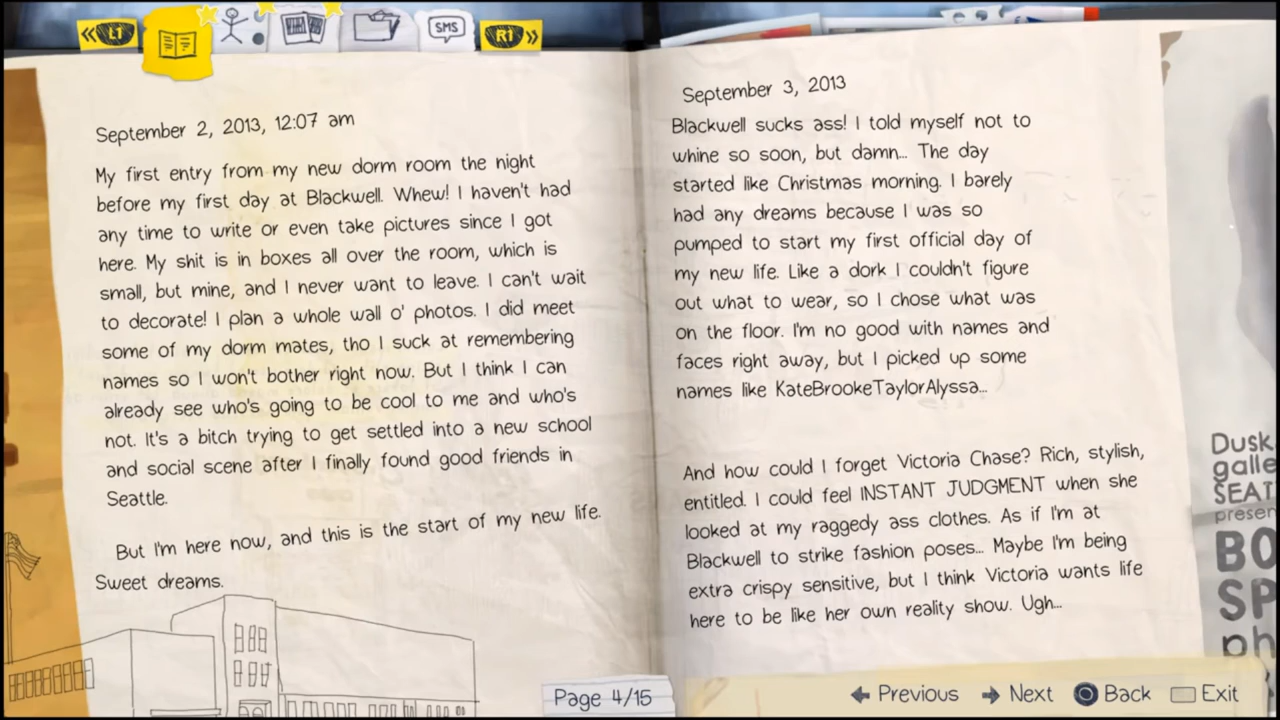 L1
SMS
R1
September 2, 2013, 12:07 am
My first entry from my new dorm room the night
before my first day at Blackwell. Whew! I haven't had
any time to write or even take pictures since I got
here. My shit is in boxes all over the room, which is
small, but mine, and I never want to leave. I can't wait
to decorate! I plan a whole wall o' photos. I did meet
some of my dorm mates, tho I suck at remembering
names so I won't bother right now. But I think I can
already see who's going to be cool to me and who's
not. It's a bitch trying to get settled into a new school
and social scene after I finally found good friends in
Seattle.
But I'm here now, and this is the start of my new life.
Sweet dreams.
September 3, 2013
Blackwell sucks ass! I told myself not to
whine so soon, but damn... The day
started like Christmas morning. I barely
had any dreams because I was so
pumped to start my first official day of
my new life. Like a dork I couldn't figure
out what to wear, so I chose what was
on the floor. I'm no good with names and
faces right away, but I picked up some
names like KateBrookeTaylorAlyssa...
And how could I forget Victoria Chase? Rich, stylish,
entitled. I could feel INSTANT JUDGMENT when she
looked at my raggedy ass clothes. As if I'm at
Blackwell to strike fashion poses... Maybe I'm being
extra crispy sensitive, but I think Victoria wants life
here to be like her own reality show. Ugh...
Dusk
galle
SEAT
presen
BO
SP
ph
Page 4/15
Previous
Next
Back
Exit